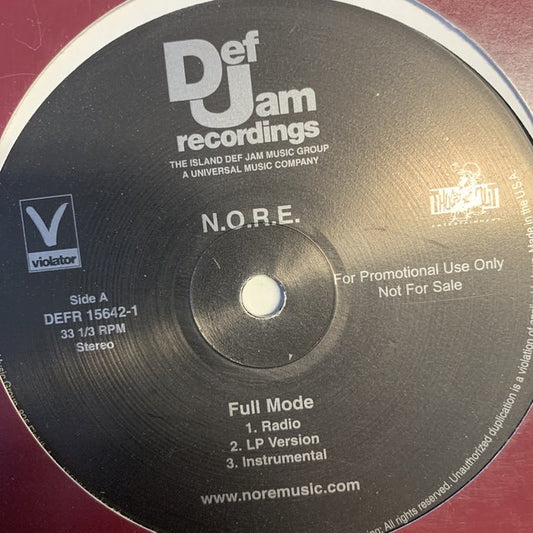 Def
Jam
recordings
THE ISLAND DEF JAM MUSIC GROUP
A UNIVERSAL MUSIC COMPANY
N.O.R.E.
V
violator
Side A
DEFR 15642-1
33 1/3 RPM
Stereo
For Promotional Use Only
Not For Sale
Full Mode
1. Radio
2. LP Version
3. Instrumental
www.noremusic.com
All rights reserved. Unauthorized duplication is a violation of
Made in the U.S.A.